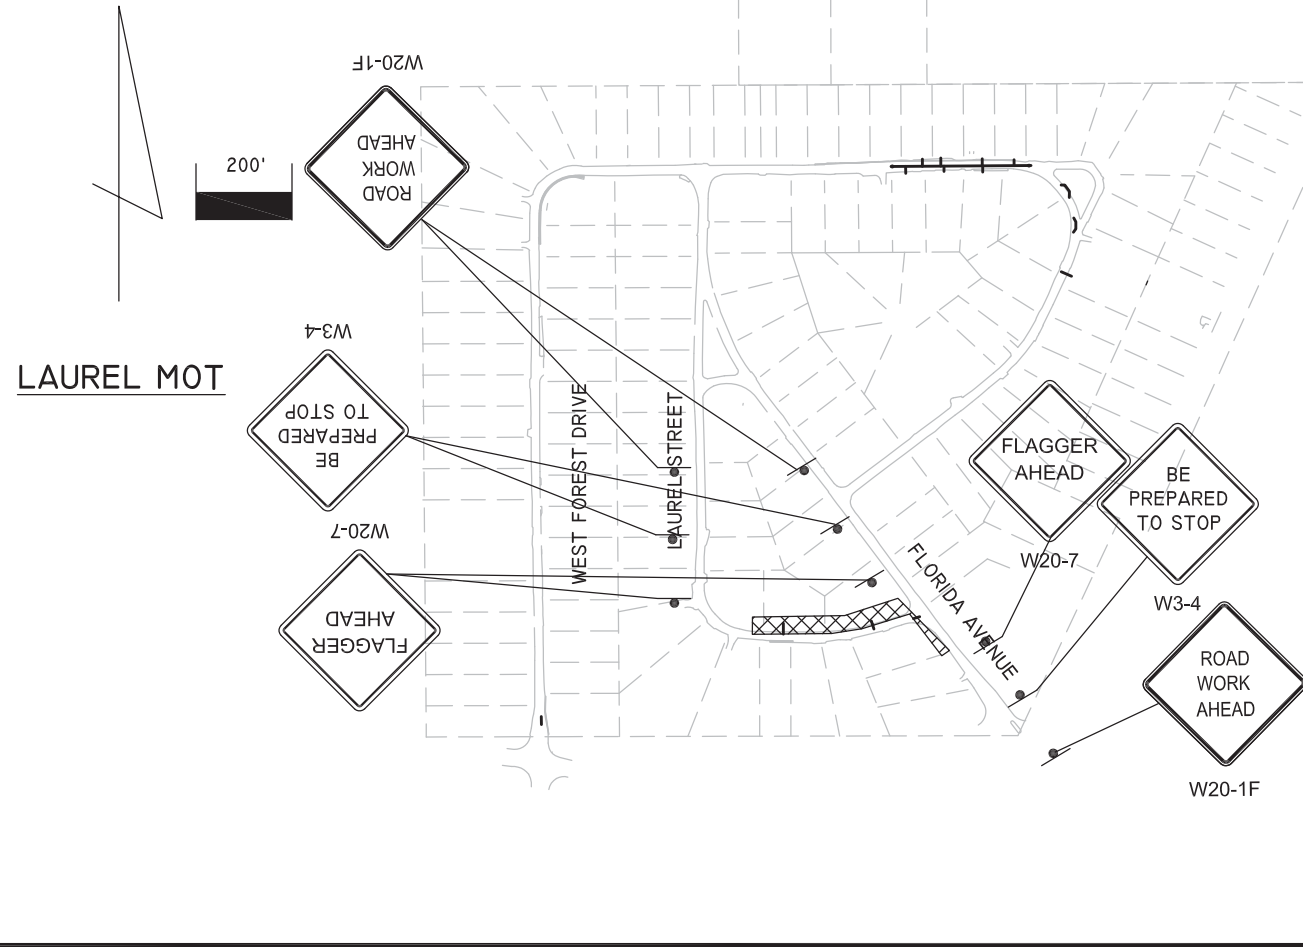 W20-1F
ROAD
WORK
AHEAD
200'
W3-4
BE
PREPARED
TO STOP
LAUREL MOT
WEST FOREST DRIVE
LAUREL STREET
FLAGGER
AHEAD
W20-7
BE
PREPARED
TO STOP
W3-4
W20-7
FLAGGER
AHEAD
FLORIDA AVENUE
ROAD
WORK
AHEAD
W20-1F